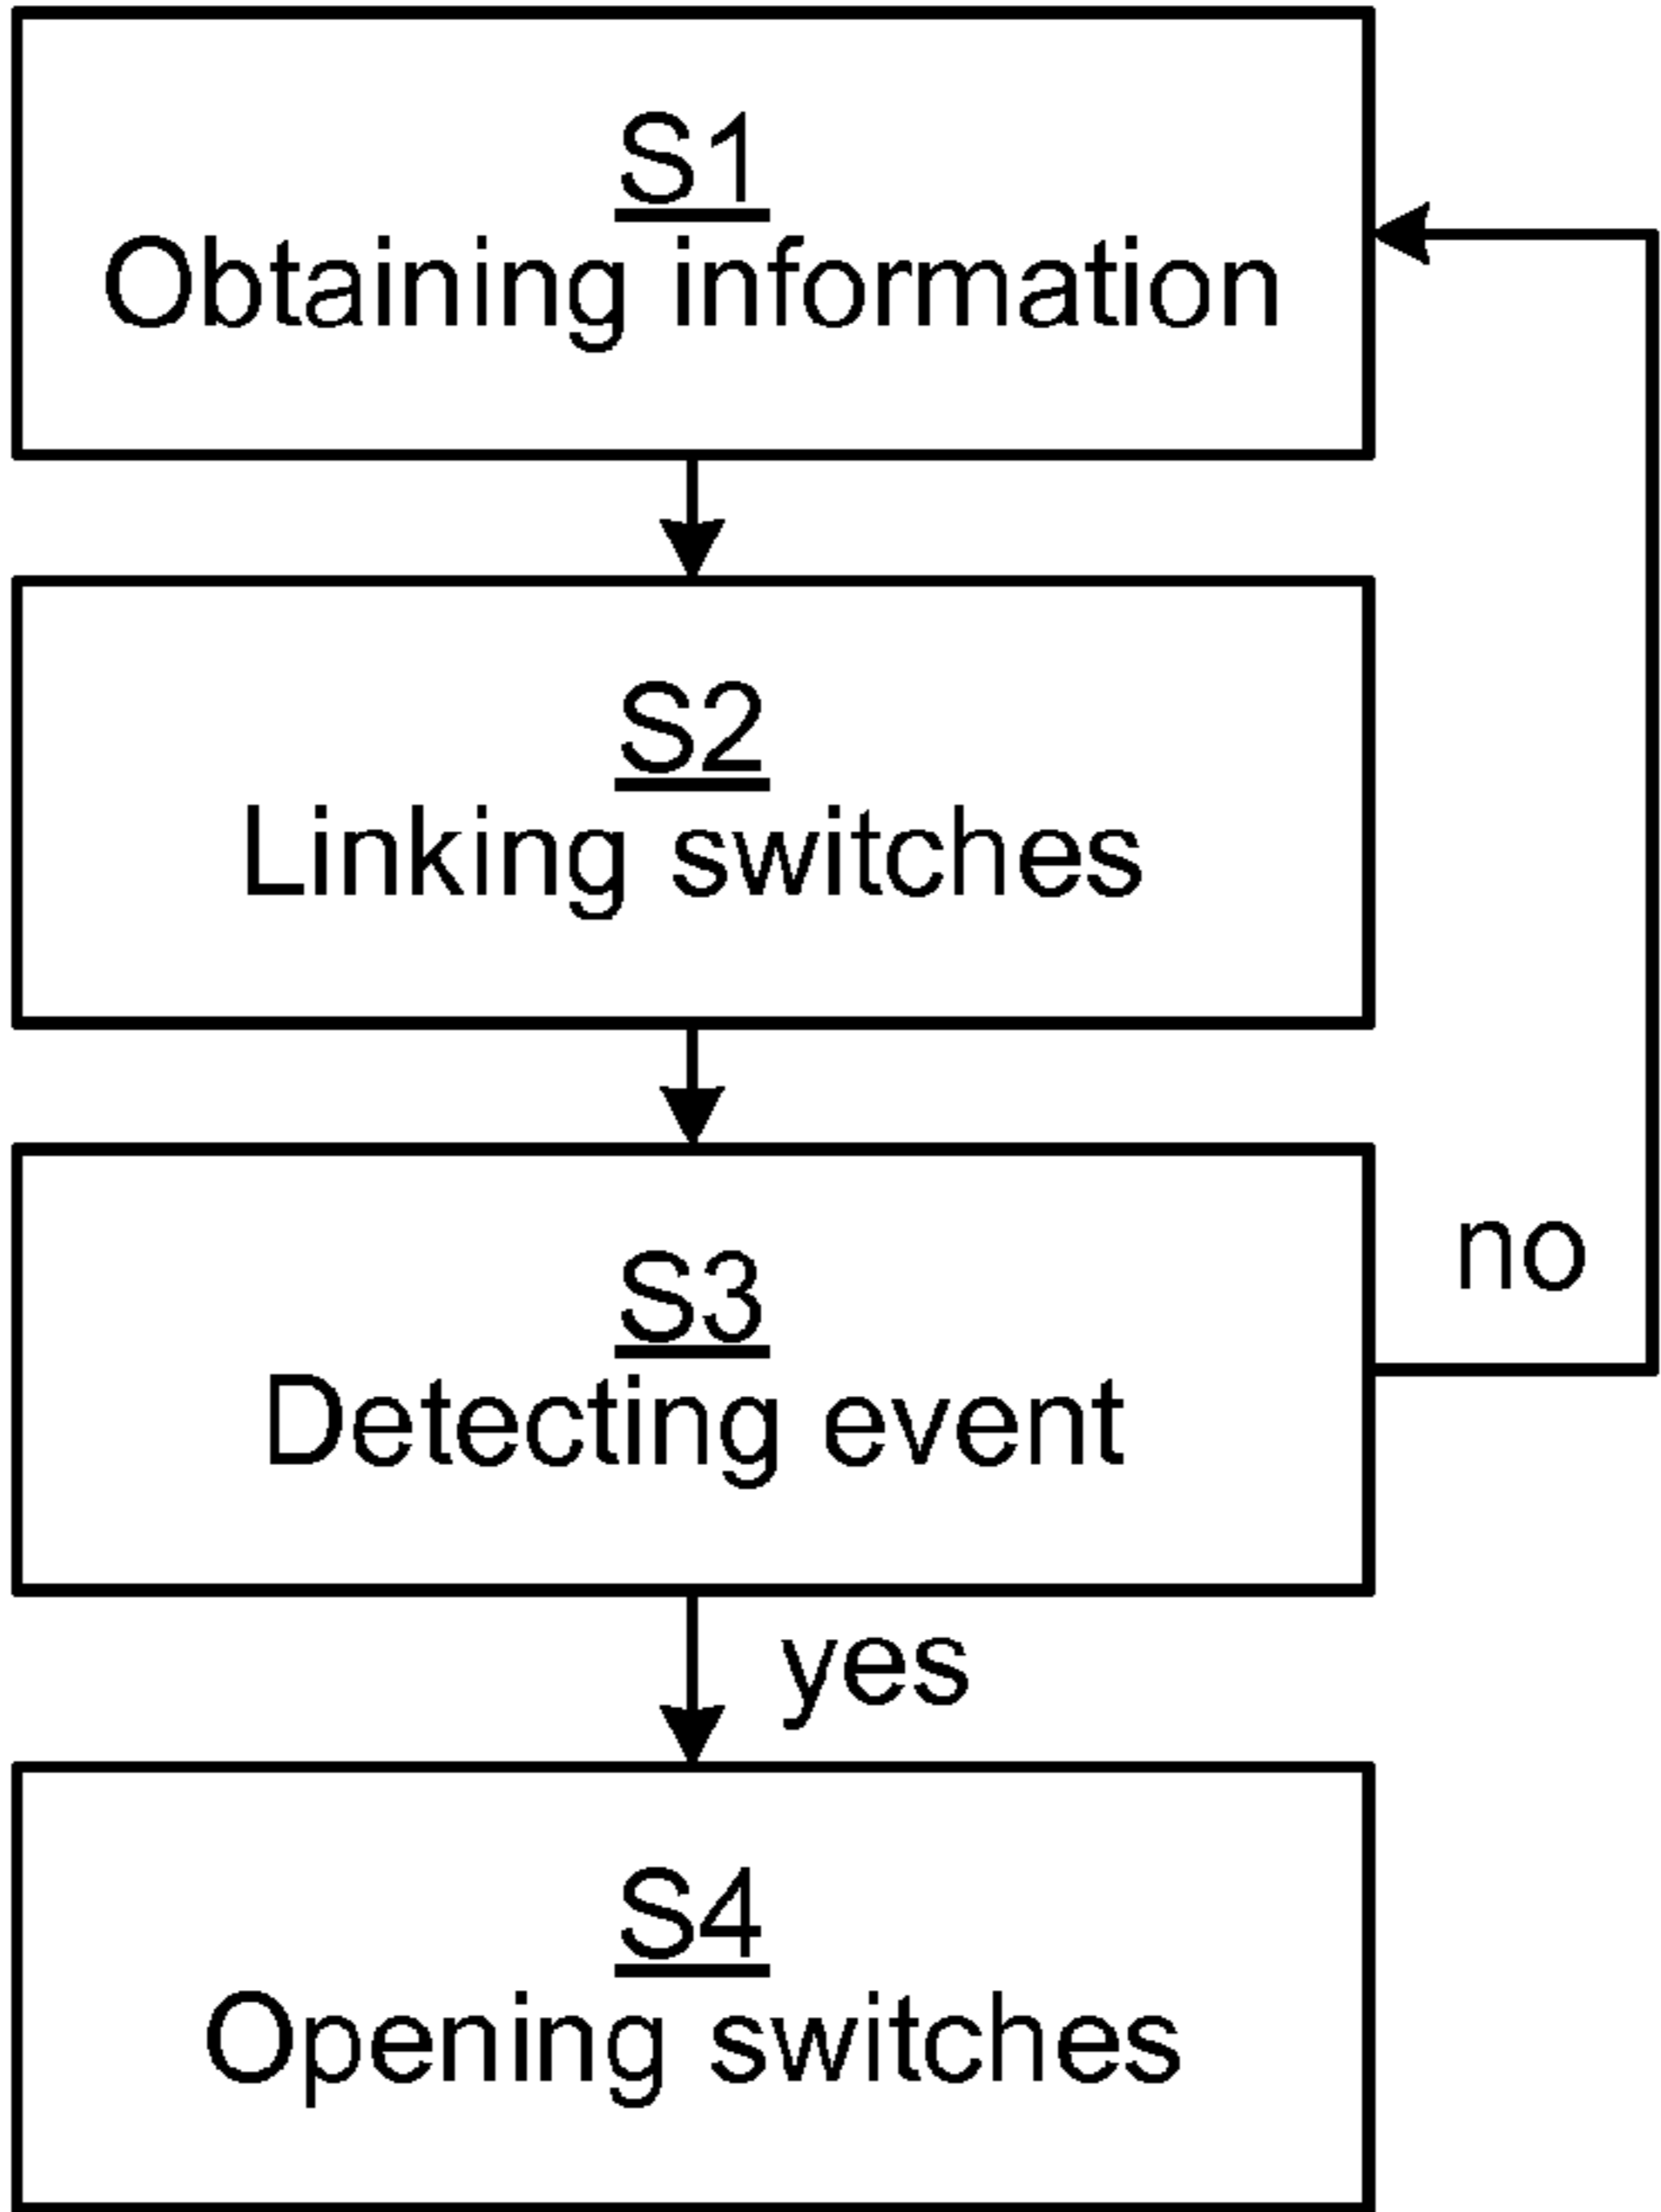 S1
Obtaining information
S2
Linking switches
S3
Detecting event
no
yes
S4
Opening switches